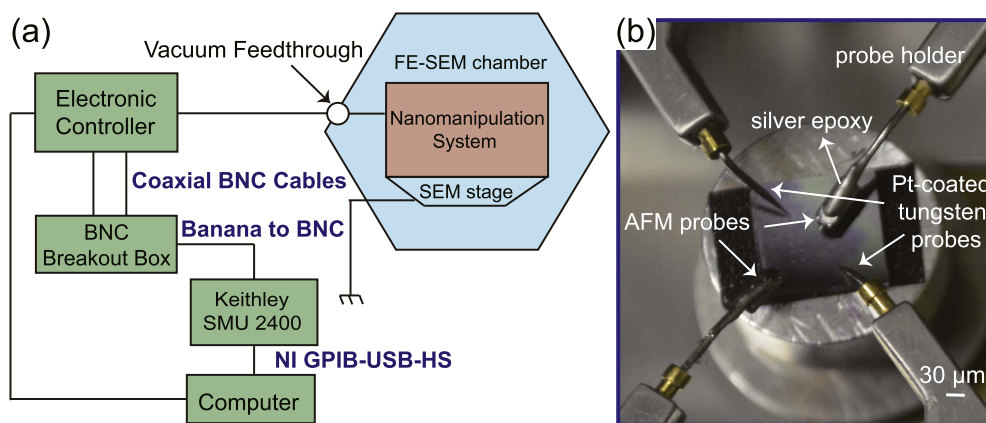 (a)
Vacuum Feedthrough
FE-SEM chamber
Electronic
Controller
Nanomanipulation
System
SEM stage
Coaxial BNC Cables
BNC
Breakout Box
Banana to BNC
Keithley
SMU 2400
NI GPIB-USB-HS
Computer
(b)
probe holder
silver epoxy
Pt-coated
tungsten
probes
AFM probes
30 µm